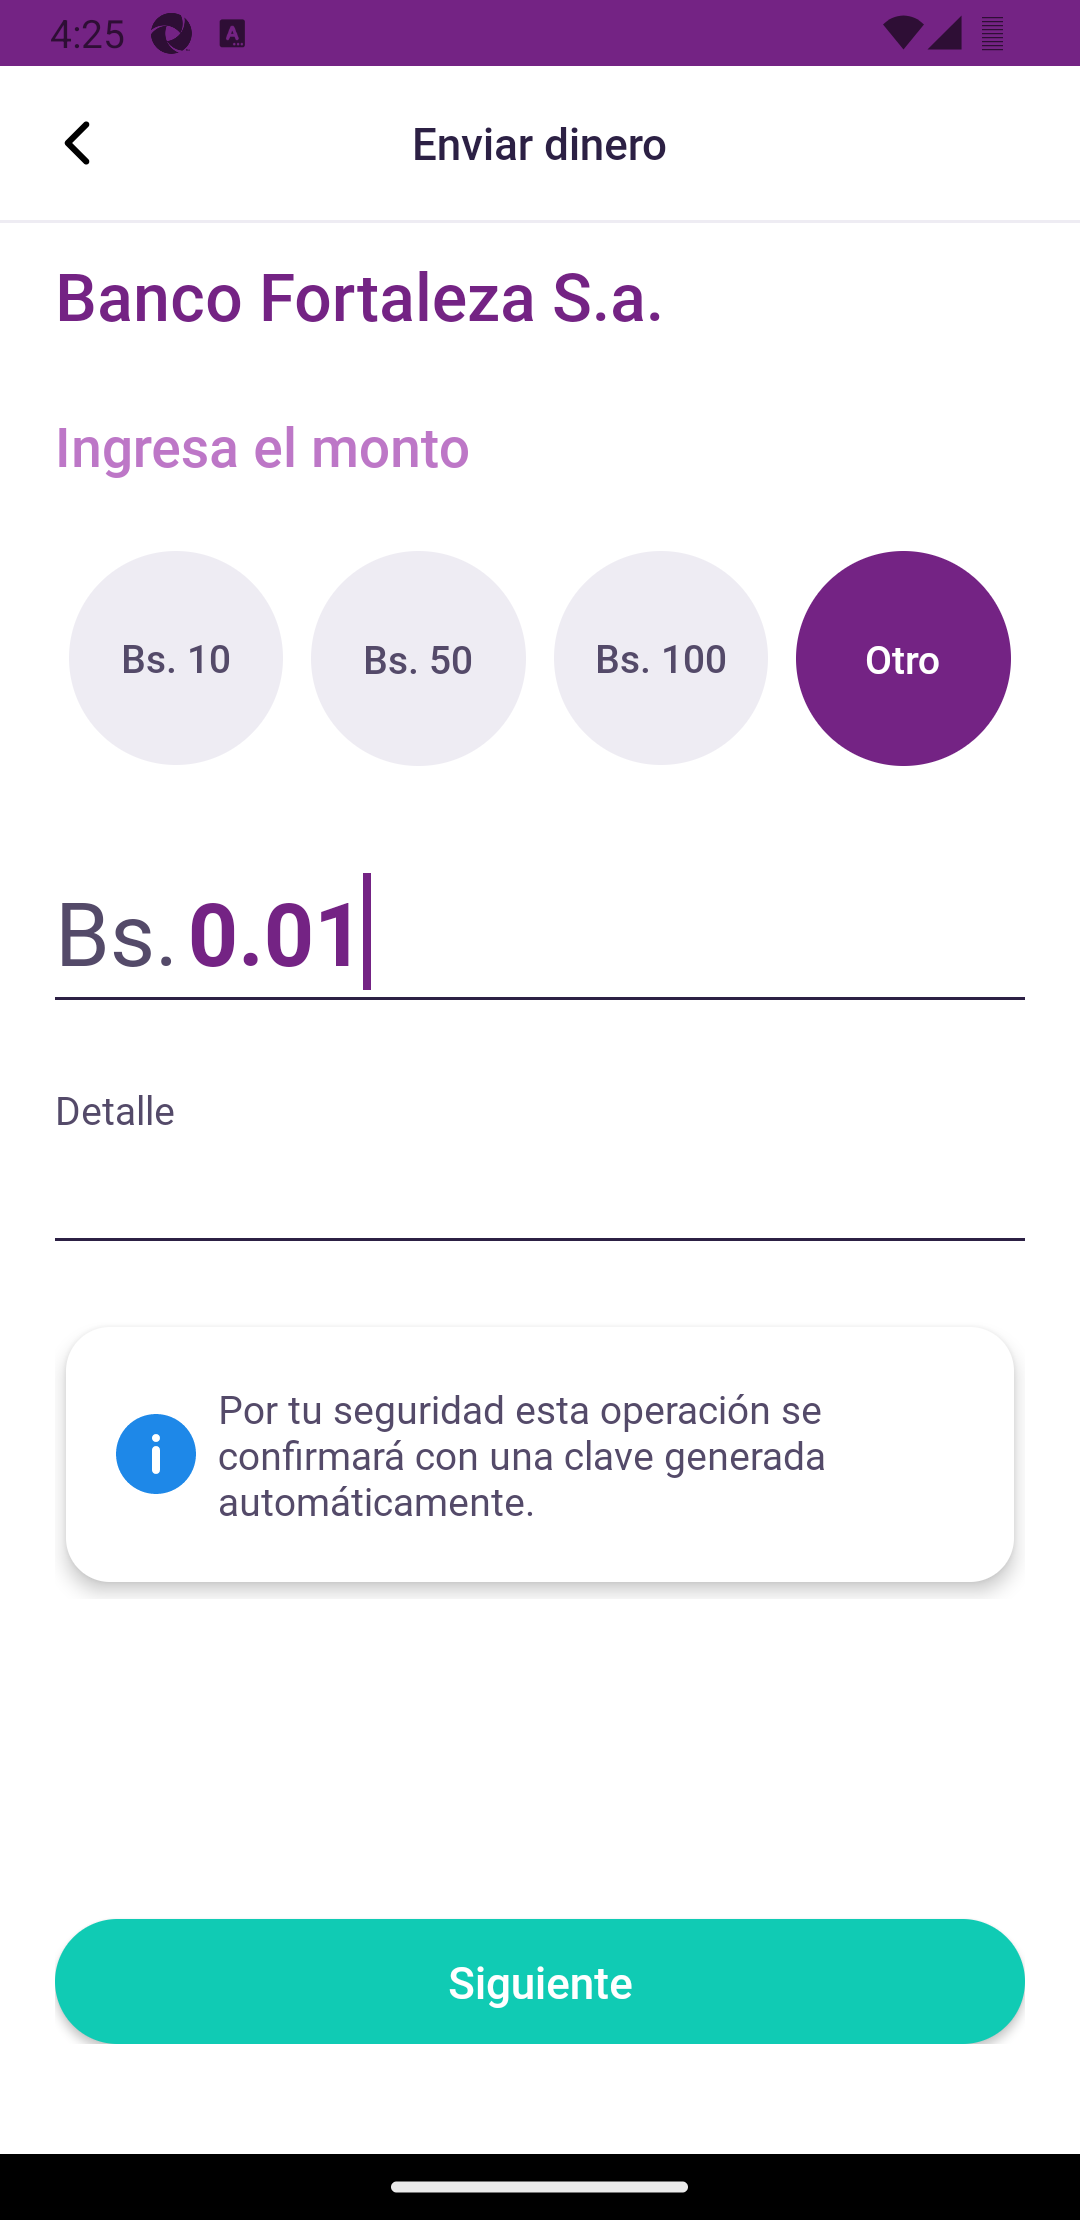 4:25
Enviar dinero
Banco Fortaleza S.a.
Ingresa el monto
Bs. 10
Bs. 50
Bs. 100
Otro
Bs. 0.01
Detalle
Por tu seguridad esta operación se
confirmará con una clave generada
automáticamente.
Siguiente